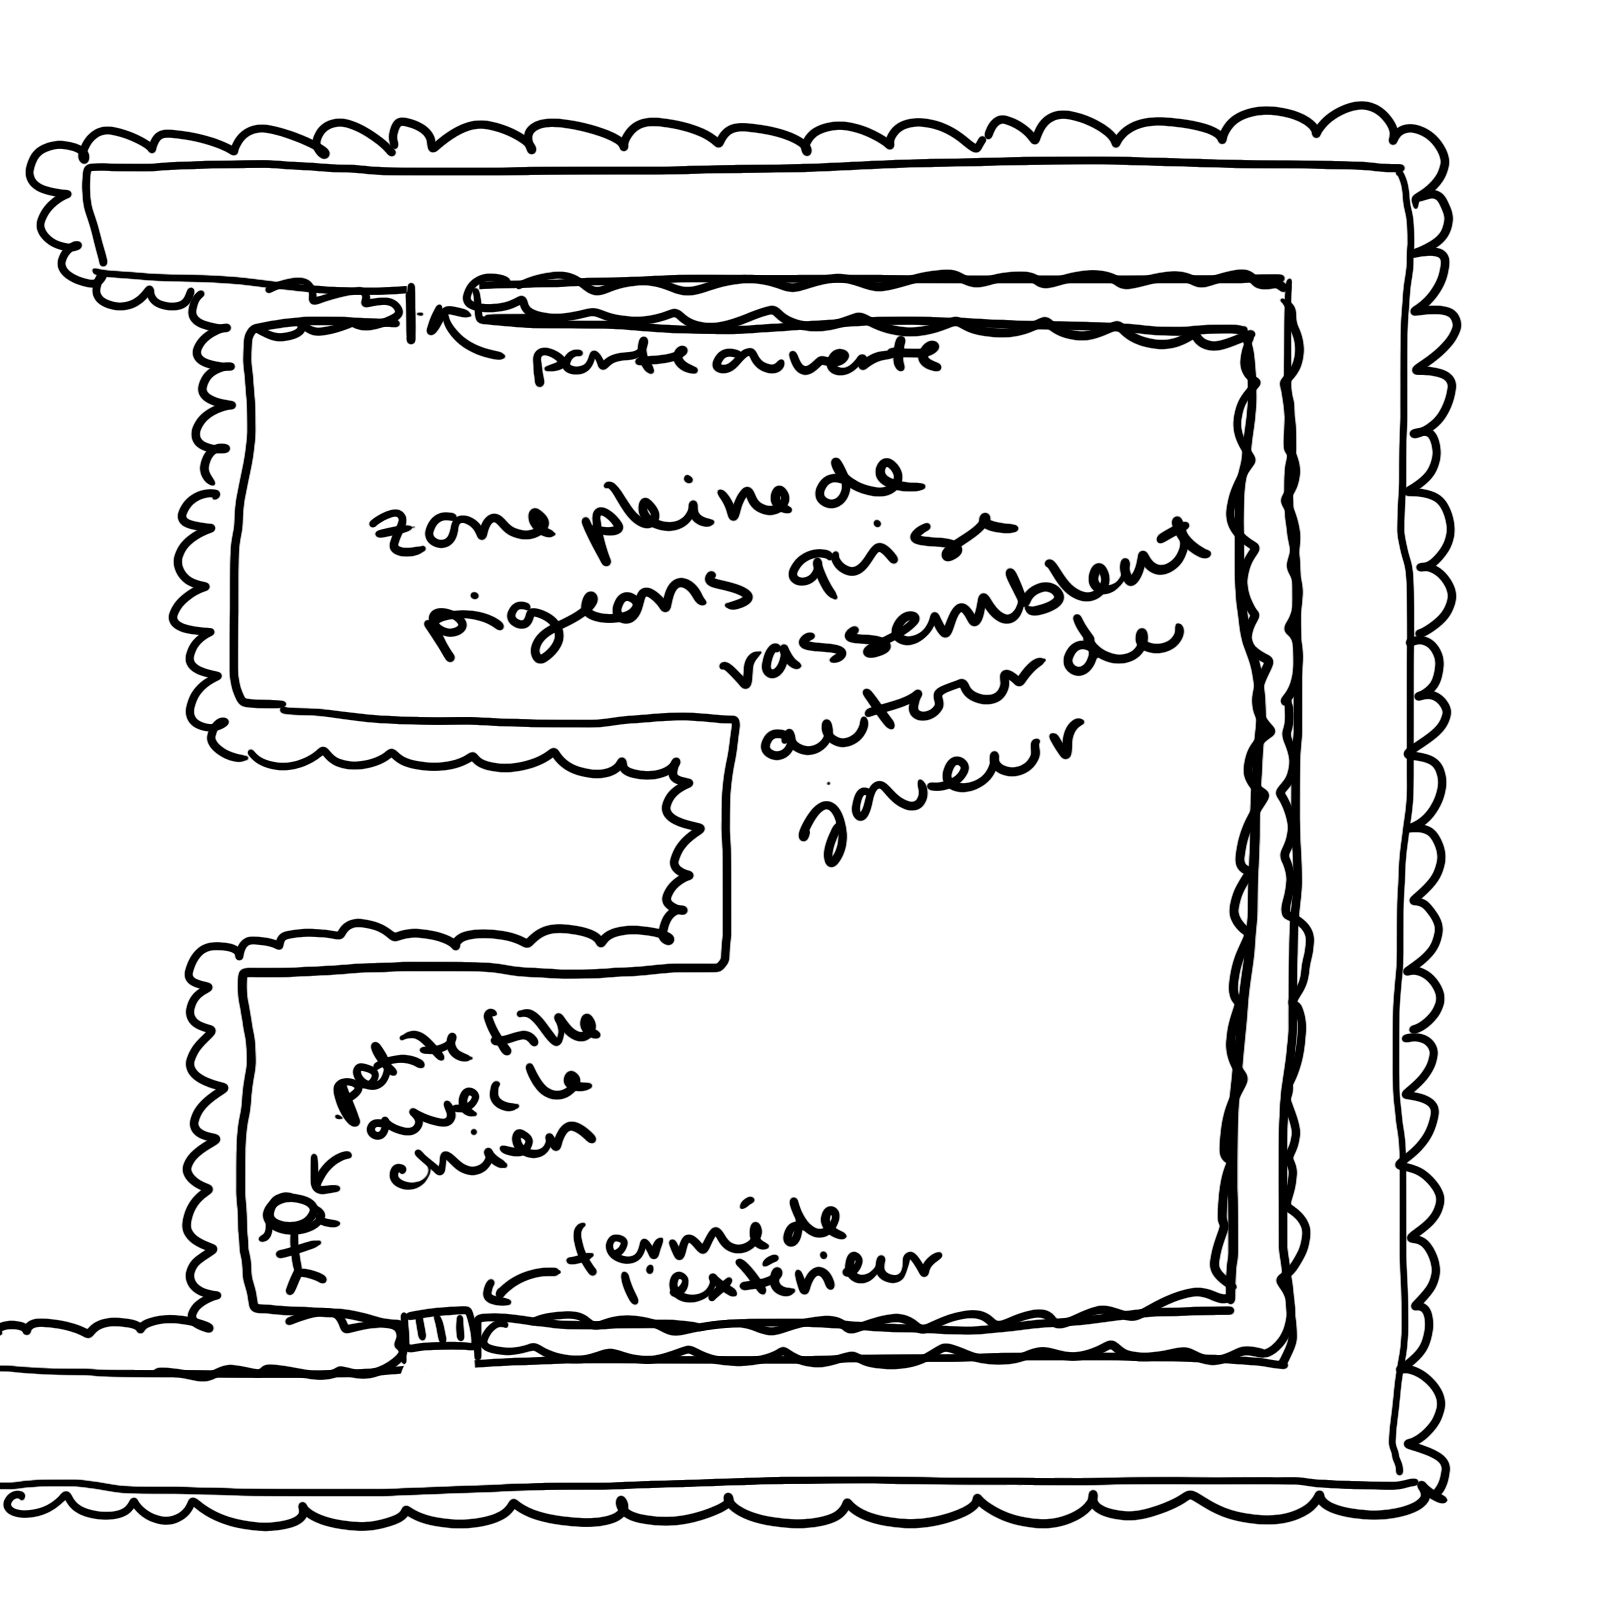 porte ouverte
zone pleine de
pigeons qui se
rassemblent
autour de
joueur
petite fille
avec le
chien
fermé de
l'extérieur